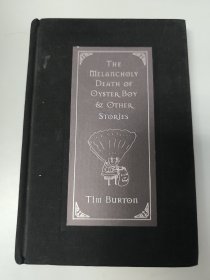 THE
MELANCHOLY
DEATH OF
OYSTER BOY
& OTHER
STORIES
TIM BURTON